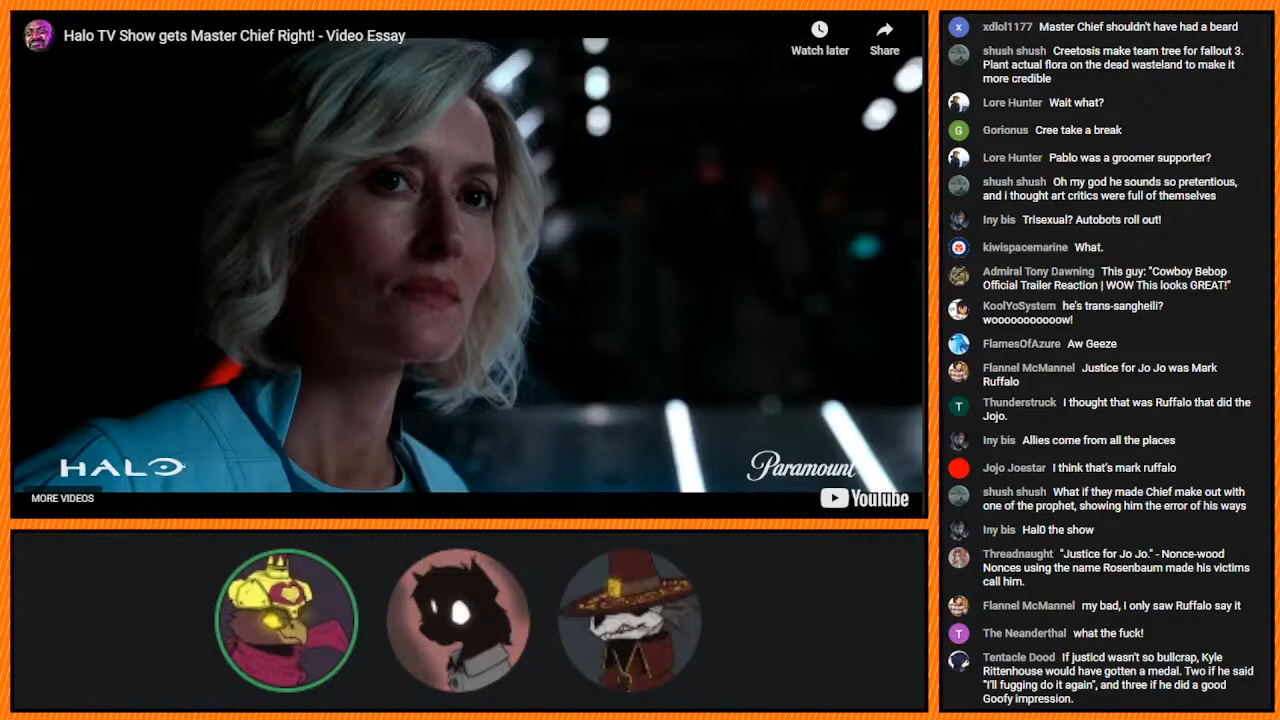 Halo TV Show gets Master Chief Right! - Video Essay
Watch later
Share
HALO
Paramount
MORE VIDEOS
YouTube
x
xdlol1177 Master Chief shouldn't have had a beard
shush shush Creetosis make team tree for fallout 3.
Plant actual flora on the dead wasteland to make it
more credible
Lore Hunter Wait what?
G
Gorionus Cree take a break
Lore Hunter Pablo was a groomer supporter?
shush shush Oh my god he sounds so pretentious,
and i thought art critics were full of themselves
Iny bis Trisexual? Autobots roll out!
kiwispacemarine What.
Admiral Tony Dawning This guy: "Cowboy Bebop
Official Trailer Reaction | WOW This looks GREAT!"
KoolYoSystem he's trans-sangheili?
woooooooooow!
FlamesOfAzure Aw Geeze
Flannel McMannel Justice for Jo Jo was Mark
Ruffalo
T
Thunderstruck I thought that was Ruffalo that did the
Jojo.
Iny bis Allies come from all the places
Jojo Joestar I think that's mark ruffalo
shush shush What if they made Chief make out with
one of the prophet, showing him the error of his ways
Iny bis Hal0 the show
Threadnaught "Justice for Jo Jo." - Nonce-wood
Nonces using the name Rosenbaum made his victims
call him.
Flannel McMannel my bad, I only saw Ruffalo say it
T
The Neanderthal what the fuck!
Tentacle Dood If justicd wasn't so bullcrap, Kyle
Rittenhouse would have gotten a medal. Two if he said
"I'll fugging do it again", and three if he did a good
Goofy impression.